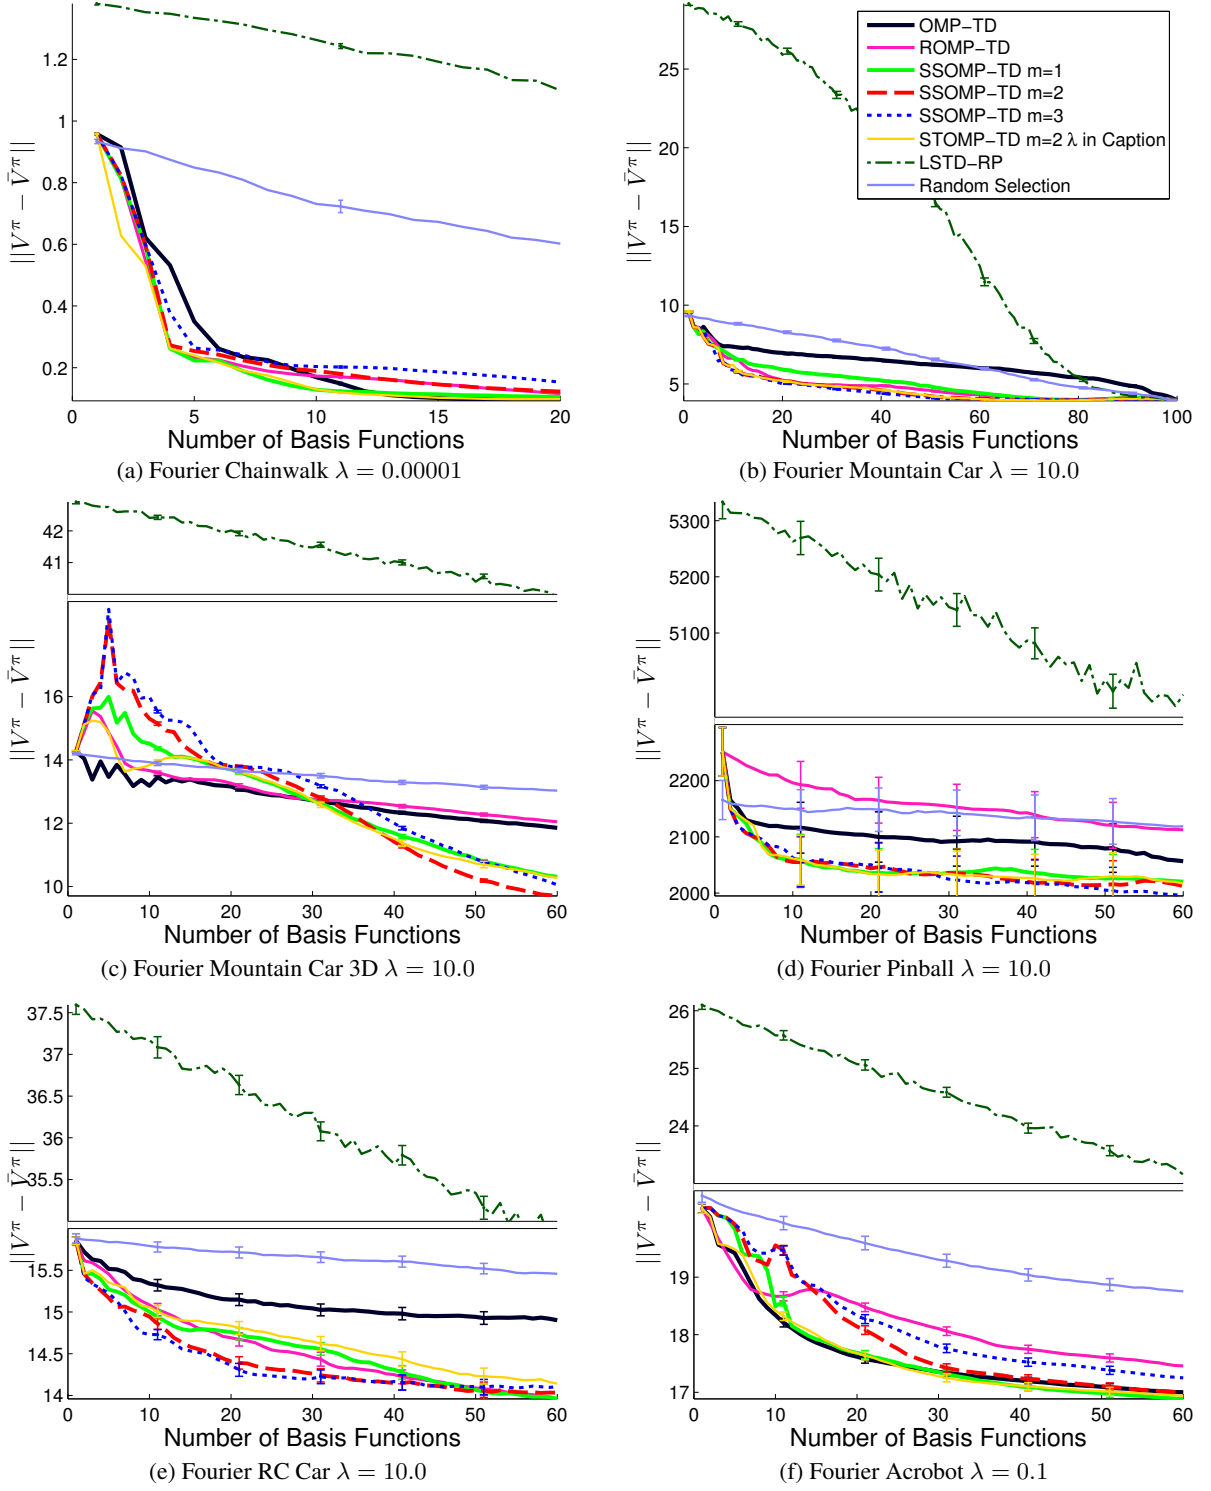 1.2
1
0.8
0.6
0.4
0.2
0 5 10 15 20
||V^π − V̄^π||
Number of Basis Functions
(a) Fourier Chainwalk λ = 0.00001
25
20
15
10
5
0 20 40 60 80 100
||V^π − V̄^π||
Number of Basis Functions
OMP−TD
ROMP−TD
SSOMP−TD m=1
SSOMP−TD m=2
SSOMP−TD m=3
STOMP−TD m=2 λ in Caption
LSTD−RP
Random Selection
(b) Fourier Mountain Car λ = 10.0
42
41
16
14
12
10
0 10 20 30 40 50 60
||V^π − V̄^π||
||V^π − V̄^π||
Number of Basis Functions
(c) Fourier Mountain Car 3D λ = 10.0
5300
5200
5100
2200
2100
2000
0 10 20 30 40 50 60
||V^π − V̄^π||
||V^π − V̄^π||
Number of Basis Functions
(d) Fourier Pinball λ = 10.0
37.5
37
36.5
36
35.5
15.5
15
14.5
14
0 10 20 30 40 50 60
||V^π − V̄^π||
Number of Basis Functions
(e) Fourier RC Car λ = 10.0
26
25
24
19
18
17
0 10 20 30 40 50 60
||V^π − V̄^π||
Number of Basis Functions
(f) Fourier Acrobot λ = 0.1